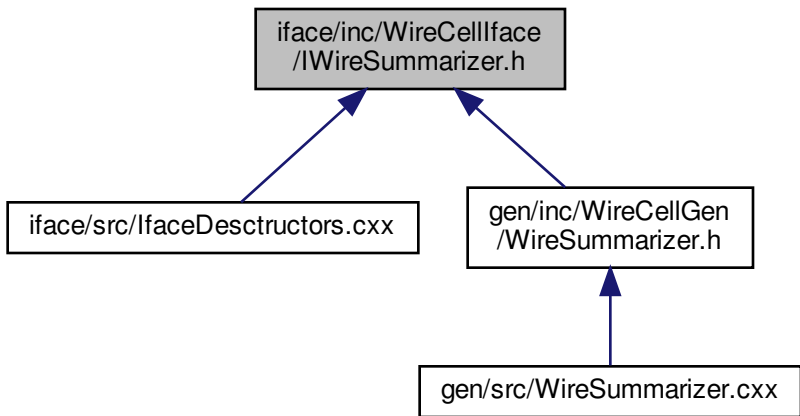 iface/inc/WireCellIface
/IWireSummarizer.h
iface/src/IfaceDesctructors.cxx
gen/inc/WireCellGen
/WireSummarizer.h
gen/src/WireSummarizer.cxx